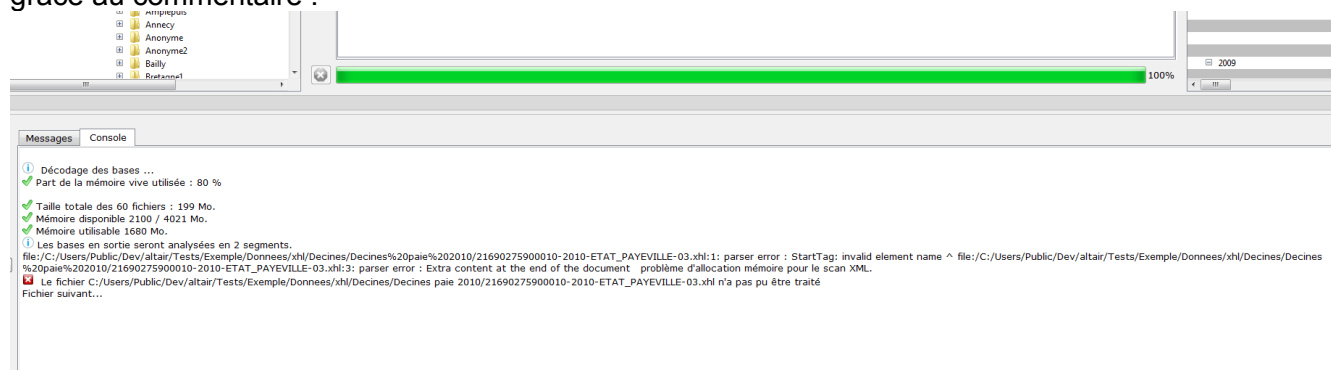 grâce au commentaire :
Amplepuis
Annecy
Anonyme
Anonyme2
Bailly
Bretagne1
100%
2009
Messages Console
Décodage des bases ...
Part de la mémoire vive utilisée : 80 %
Taille totale des 60 fichiers : 199 Mo.
Mémoire disponible 2100 / 4021 Mo.
Mémoire utilisable 1680 Mo.
Les bases en sortie seront analysées en 2 segments.
file:/C:/Users/Public/Dev/altair/Tests/Exemple/Donnees/xhl/Decines/Decines%20paie%202010/21690275900010-2010-ETAT_PAYEVILLE-03.xhl:1: parser error : StartTag: invalid element name ^ file:/C:/Users/Public/Dev/altair/Tests/Exemple/Donnees/xhl/Decines/Decines
%20paie%202010/21690275900010-2010-ETAT_PAYEVILLE-03.xhl:3: parser error : Extra content at the end of the document problème d'allocation mémoire pour le scan XML.
Le fichier C:/Users/Public/Dev/altair/Tests/Exemple/Donnees/xhl/Decines/Decines paie 2010/21690275900010-2010-ETAT_PAYEVILLE-03.xhl n'a pas pu être traité
Fichier suivant...